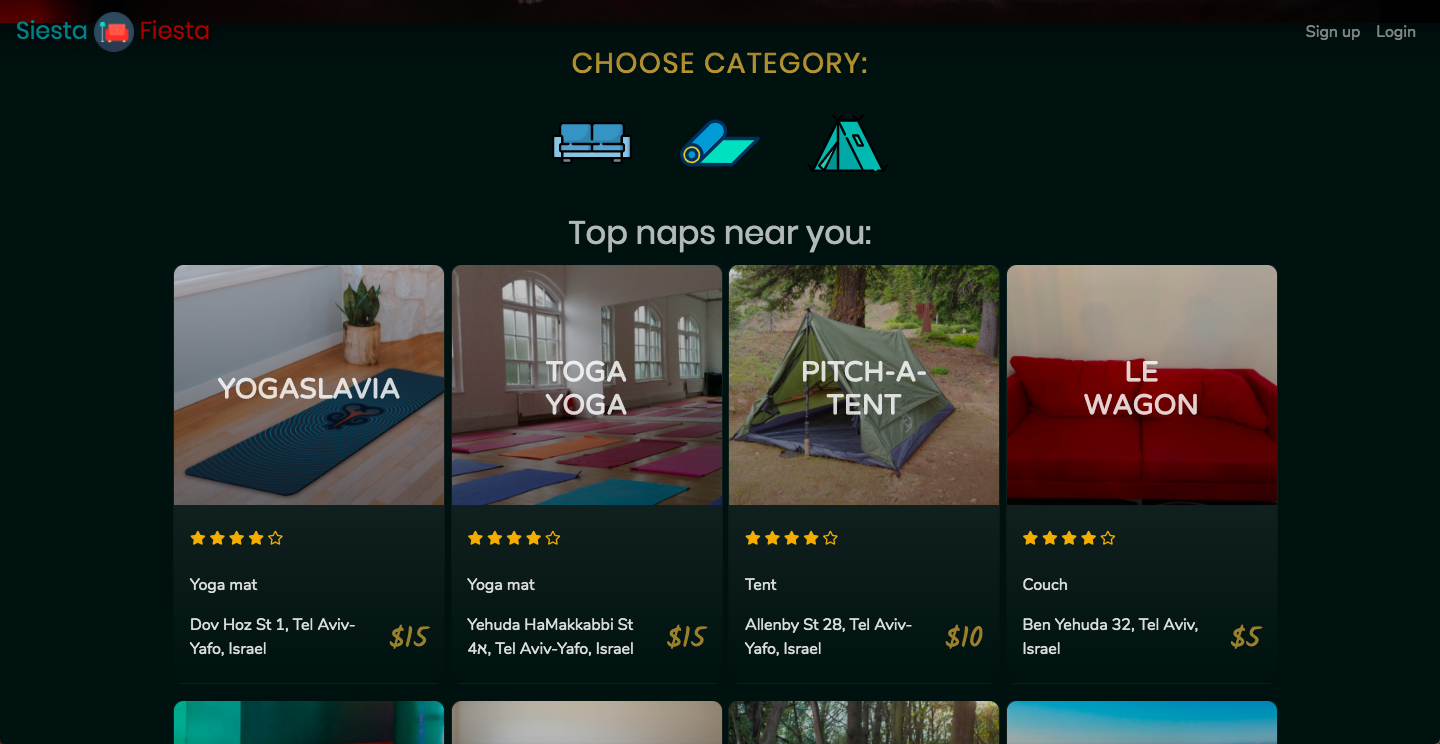 Siesta Fiesta
Sign up Login
CHOOSE CATEGORY:
Top naps near you:
YOGASLAVIA
TOGA
YOGA
PITCH-A-
TENT
LE
WAGON
Yoga mat
Dov Hoz St 1, Tel Aviv-
Yafo, Israel
$15
Yoga mat
Yehuda HaMakkabbi St
4א, Tel Aviv-Yafo, Israel
$15
Tent
Allenby St 28, Tel Aviv-
Yafo, Israel
$10
Couch
Ben Yehuda 32, Tel Aviv,
Israel
$5